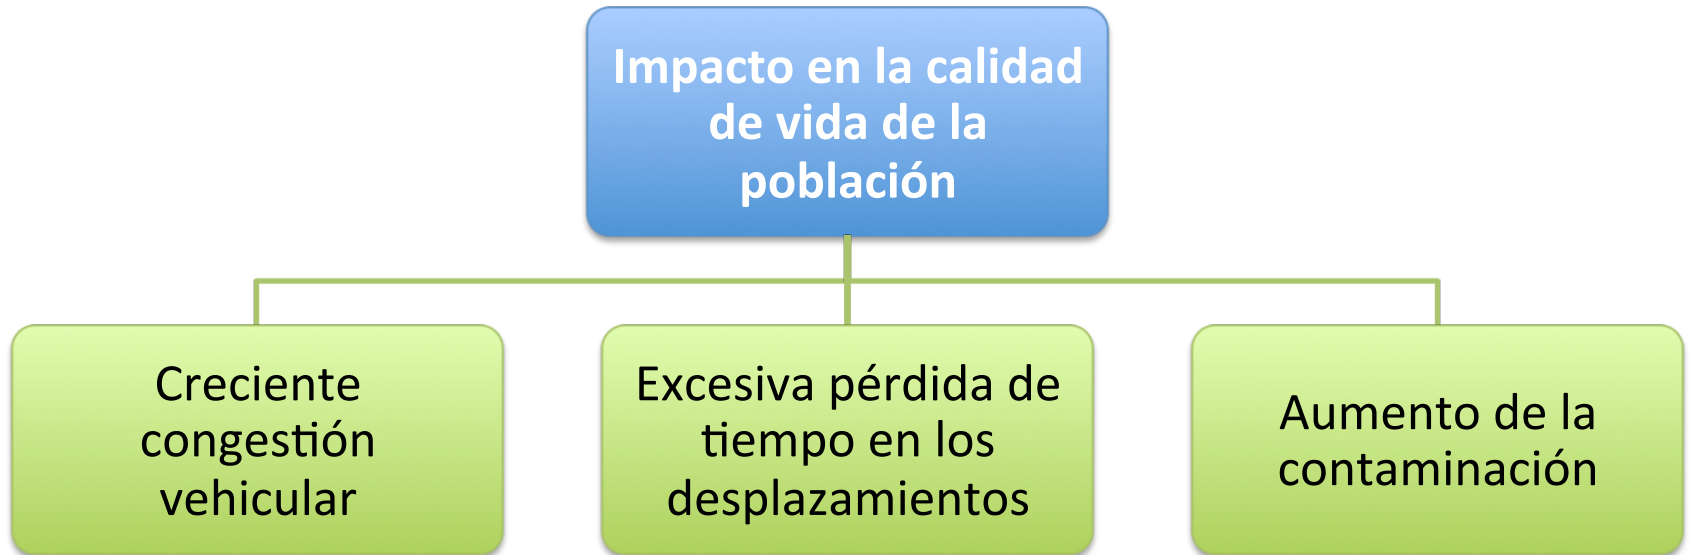 Impacto en la calidad
de vida de la
población
Creciente
congestión
vehicular
Excesiva pérdida de
tiempo en los
desplazamientos
Aumento de la
contaminación